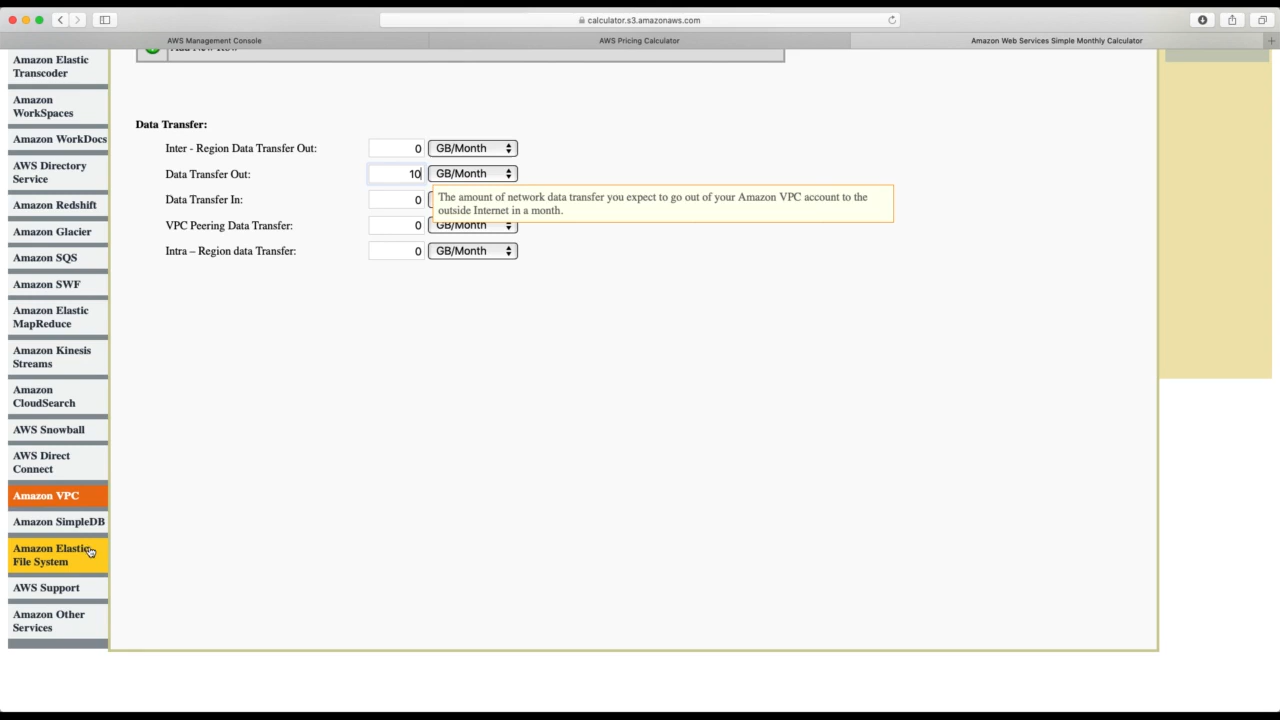 calculator.s3.amazonaws.com
AWS Management Console
AWS Pricing Calculator
Amazon Web Services Simple Monthly Calculator
Amazon Elastic
Transcoder
Amazon
WorkSpaces
Amazon WorkDocs
AWS Directory
Service
Amazon Redshift
Amazon Glacier
Amazon SQS
Amazon SWF
Amazon Elastic
MapReduce
Amazon Kinesis
Streams
Amazon
CloudSearch
AWS Snowball
AWS Direct
Connect
Amazon VPC
Amazon SimpleDB
Amazon Elastic
File System
AWS Support
Amazon Other
Services
Add New Row
Data Transfer:
Inter - Region Data Transfer Out: 0 GB/Month
Data Transfer Out: 10 GB/Month
Data Transfer In: 0
The amount of network data transfer you expect to go out of your Amazon VPC account to the
outside Internet in a month.
VPC Peering Data Transfer: 0 GB/Month
Intra – Region data Transfer: 0 GB/Month